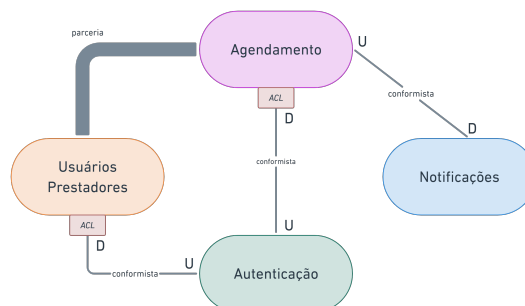 parceria
Agendamento
U
ACL
D
conformista
D
conformista
Usuários
Prestadores
Notificações
ACL
D
U
U
conformista
Autenticação